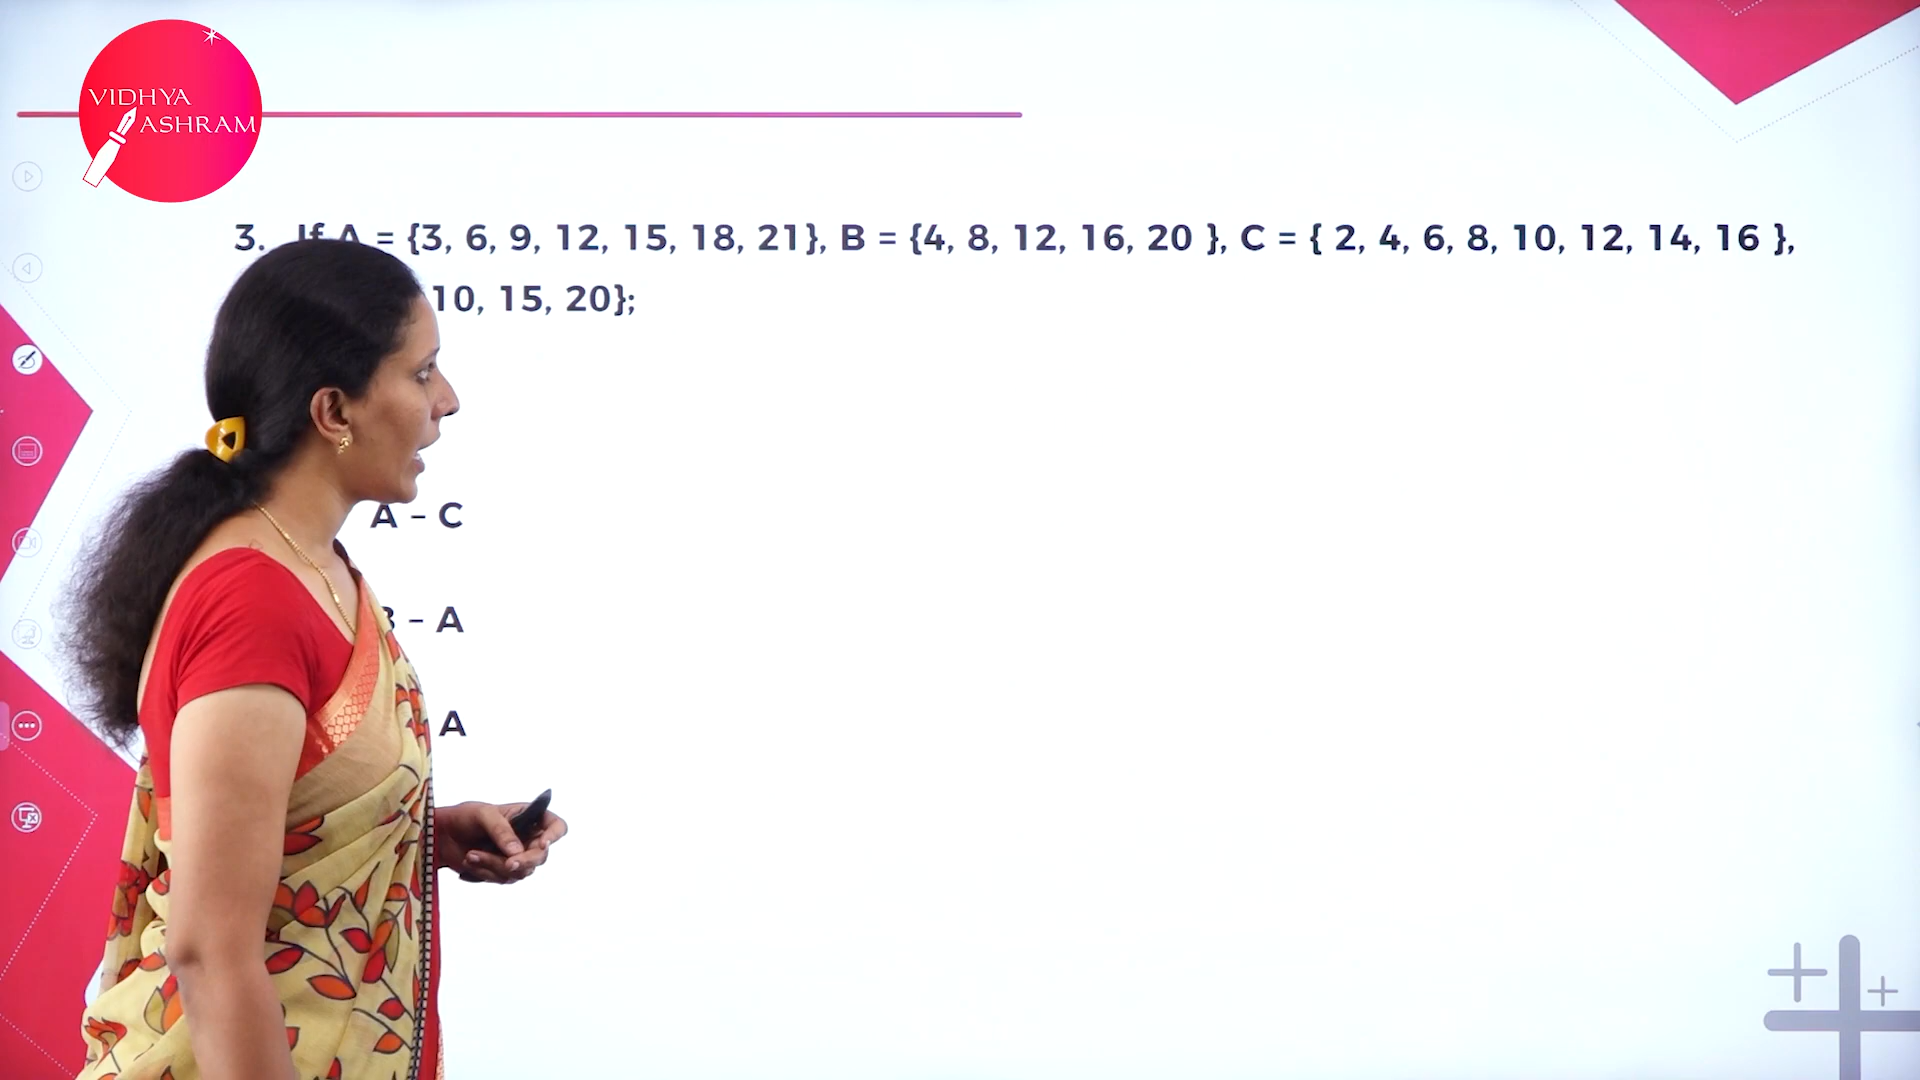 VIDHYA
ASHRAM
3. If A = {3, 6, 9, 12, 15, 18, 21}, B = {4, 8, 12, 16, 20 }, C = { 2, 4, 6, 8, 10, 12, 14, 16 },
10, 15, 20};
A – C
B – A
A